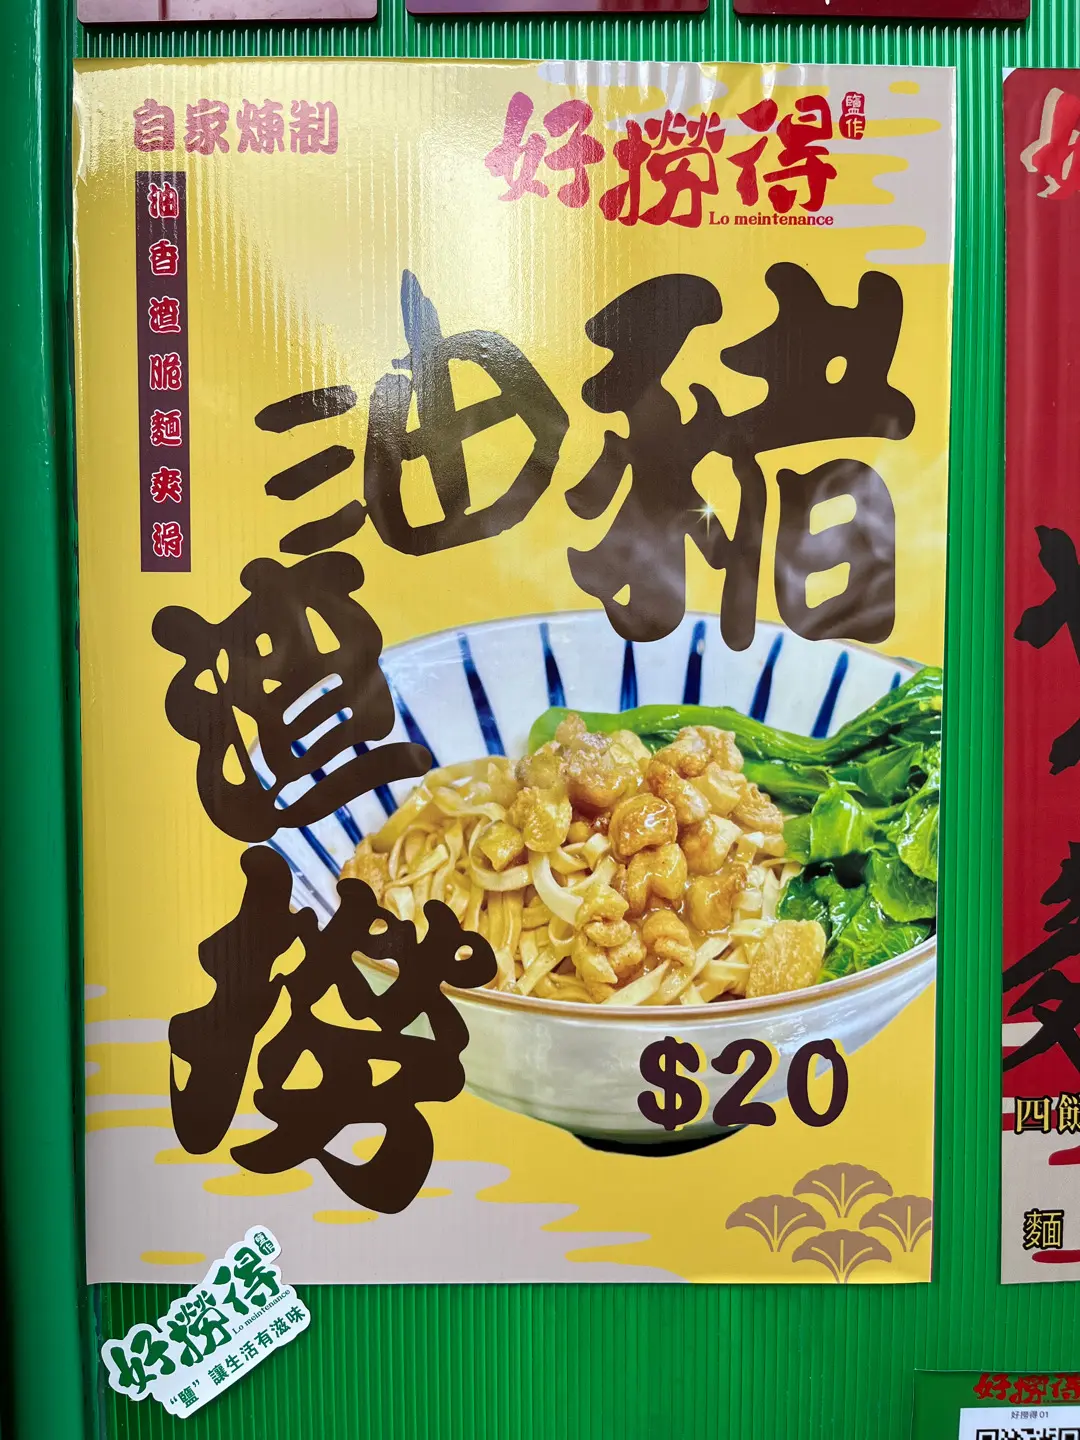 自家煉制
油香渣脆麵爽滑
好撈得
鹽作
Lo meintenance
豬油渣撈
$20
好撈得
鹽作
Lo meintenance
“鹽”讓生活有滋味
四餸
麵
好撈得
好撈得 01